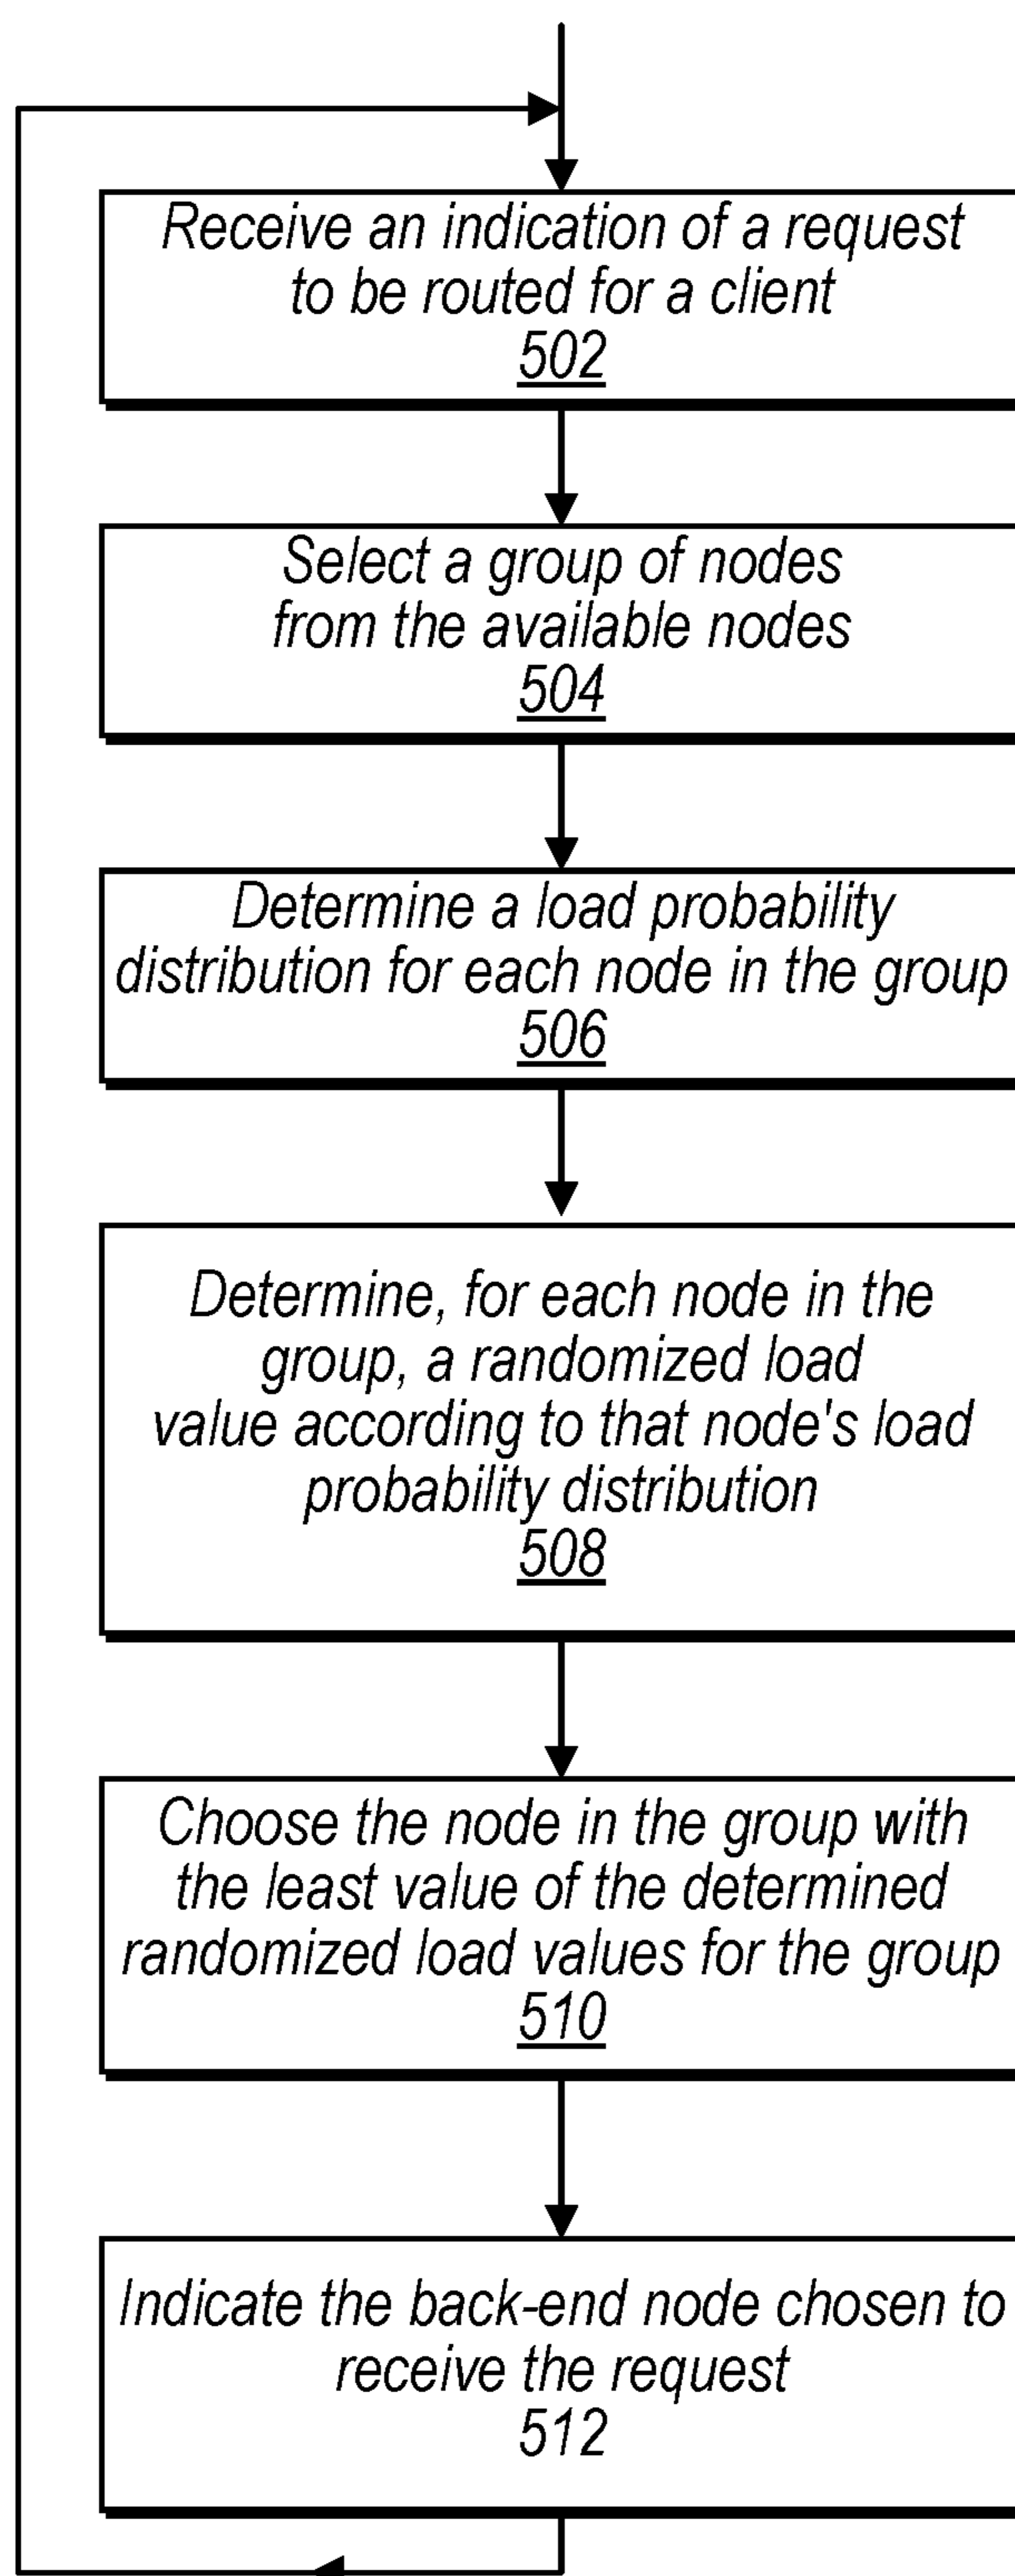 Receive an indication of a request
to be routed for a client
502
Select a group of nodes
from the available nodes
504
Determine a load probability
distribution for each node in the group
506
Determine, for each node in the
group, a randomized load
value according to that node's load
probability distribution
508
Choose the node in the group with
the least value of the determined
randomized load values for the group
510
Indicate the back-end node chosen to
receive the request
512